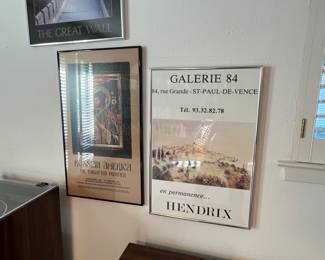 THE GREAT WALL
RUSSIAN AMERICA
THE FORGOTTEN FRONTIER
GALERIE 84
84, rue Grande - ST-PAUL-DE-VENCE
Tél. 93.32.82.78
en permanence...
HENDRIX